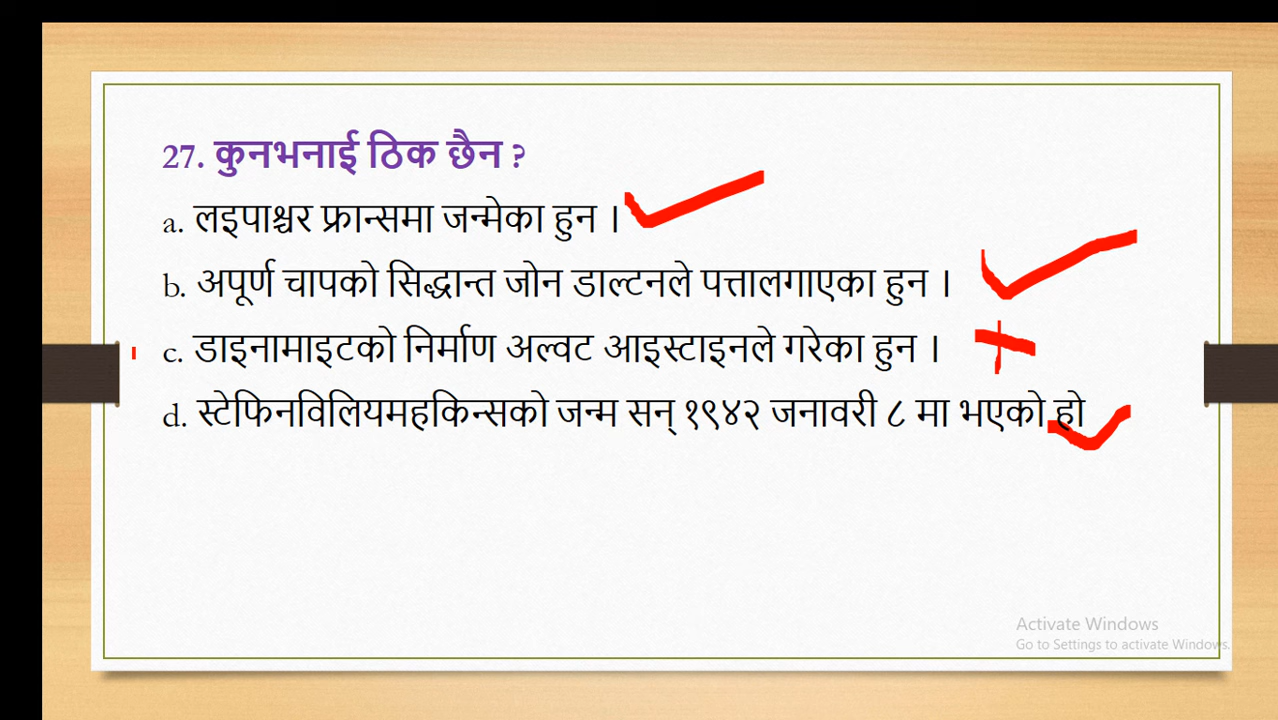 27. कुनभनाई ठिक छैन ?
a. लइपाश्चर फ्रान्समा जन्मेका हुन ।
b. अपूर्ण चापको सिद्धान्त जोन डाल्टनले पत्तालगाएका हुन ।
c. डाइनामाइटको निर्माण अल्वट आइस्टाइनले गरेका हुन ।
d. स्टेफिनविलियमहकिन्सको जन्म सन् १९४२ जनावरी ८ मा भएको हो
Activate Windows
Go to Settings to activate Windows.